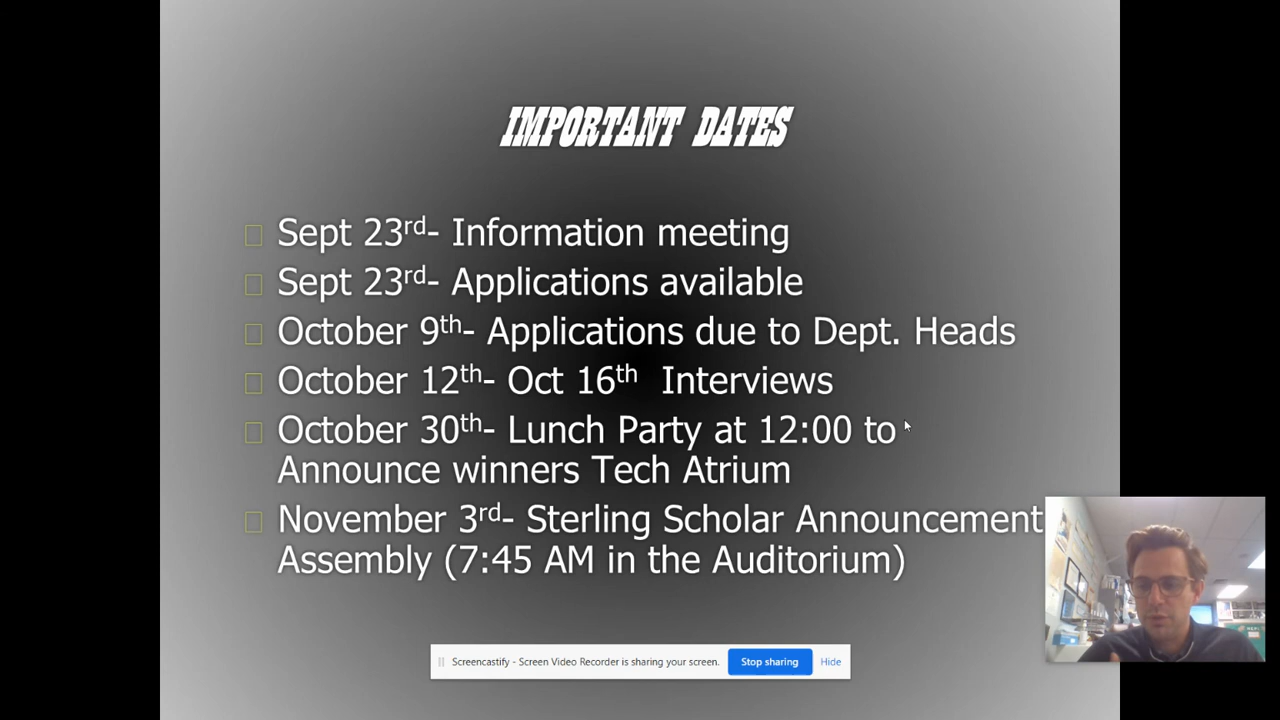 IMPORTANT DATES
Sept 23rd- Information meeting
Sept 23rd- Applications available
October 9th- Applications due to Dept. Heads
October 12th- Oct 16th Interviews
October 30th- Lunch Party at 12:00 to
Announce winners Tech Atrium
November 3rd- Sterling Scholar Announcement
Assembly (7:45 AM in the Auditorium)
Screencastify - Screen Video Recorder is sharing your screen. Stop sharing Hide